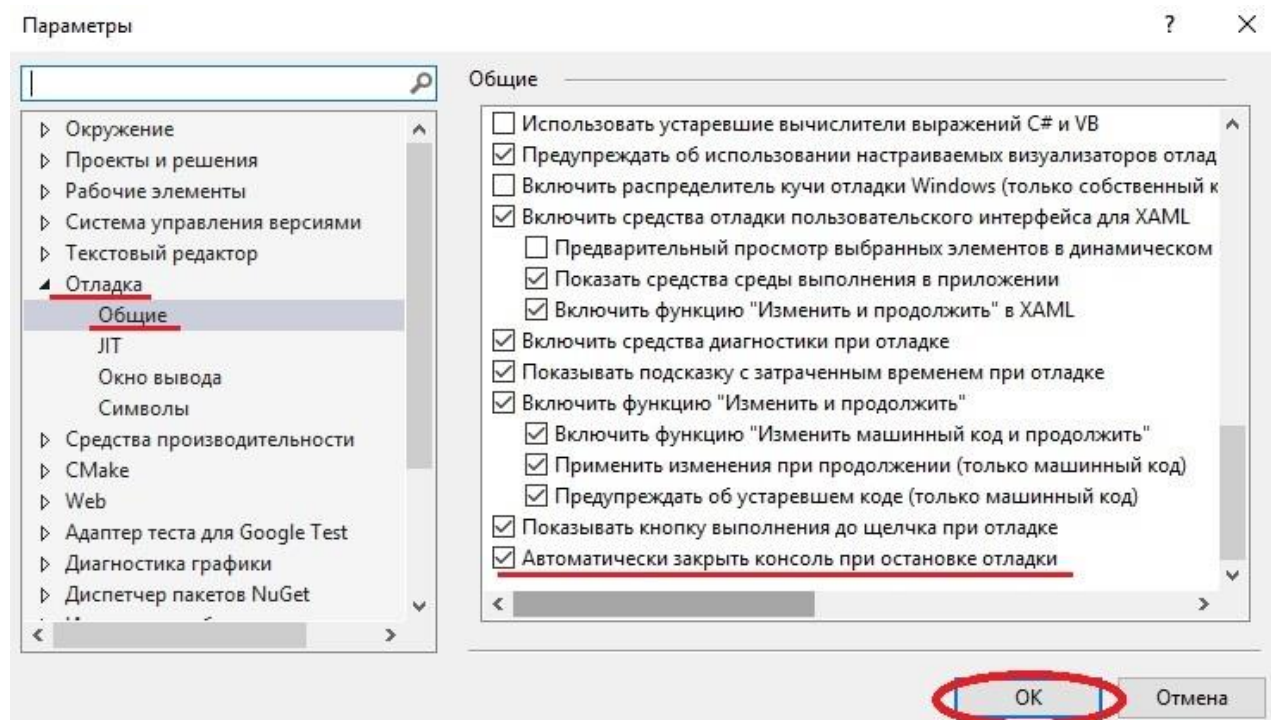 Параметры
?
Общие
Окружение
Проекты и решения
Рабочие элементы
Система управления версиями
Текстовый редактор
Отладка
Общие
JIT
Окно вывода
Символы
Средства производительности
CMake
Web
Адаптер теста для Google Test
Диагностика графики
Диспетчер пакетов NuGet
Использовать устаревшие вычислители выражений C# и VB
Предупреждать об использовании настраиваемых визуализаторов отлад
Включить распределитель кучи отладки Windows (только собственный к
Включить средства отладки пользовательского интерфейса для XAML
Предварительный просмотр выбранных элементов в динамическом
Показать средства среды выполнения в приложении
Включить функцию "Изменить и продолжить" в XAML
Включить средства диагностики при отладке
Показывать подсказку с затраченным временем при отладке
Включить функцию "Изменить и продолжить"
Включить функцию "Изменить машинный код и продолжить"
Применить изменения при продолжении (только машинный код)
Предупреждать об устаревшем коде (только машинный код)
Показывать кнопку выполнения до щелчка при отладке
Автоматически закрыть консоль при остановке отладки
ОК
Отмена